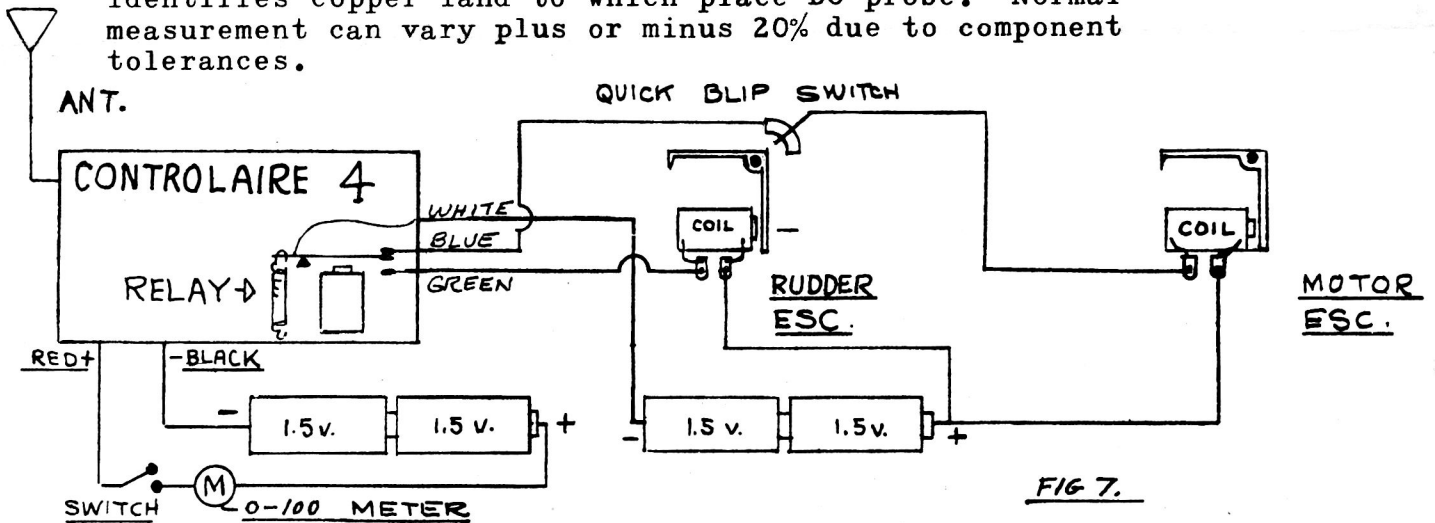 measurement can vary plus or minus 20% due to component
tolerances.
ANT.
QUICK BLIP SWITCH
CONTROLAIRE 4
WHITE
BLUE
GREEN
RELAY
COIL
-
RUDDER
ESC.
COIL
MOTOR
ESC.
RED+
-BLACK
- 1.5 v. 1.5 v. +
- 1.5 v. 1.5v. +
SWITCH
M
0-100 METER
FIG 7.
identifies copper land to which place DC probe. Normal